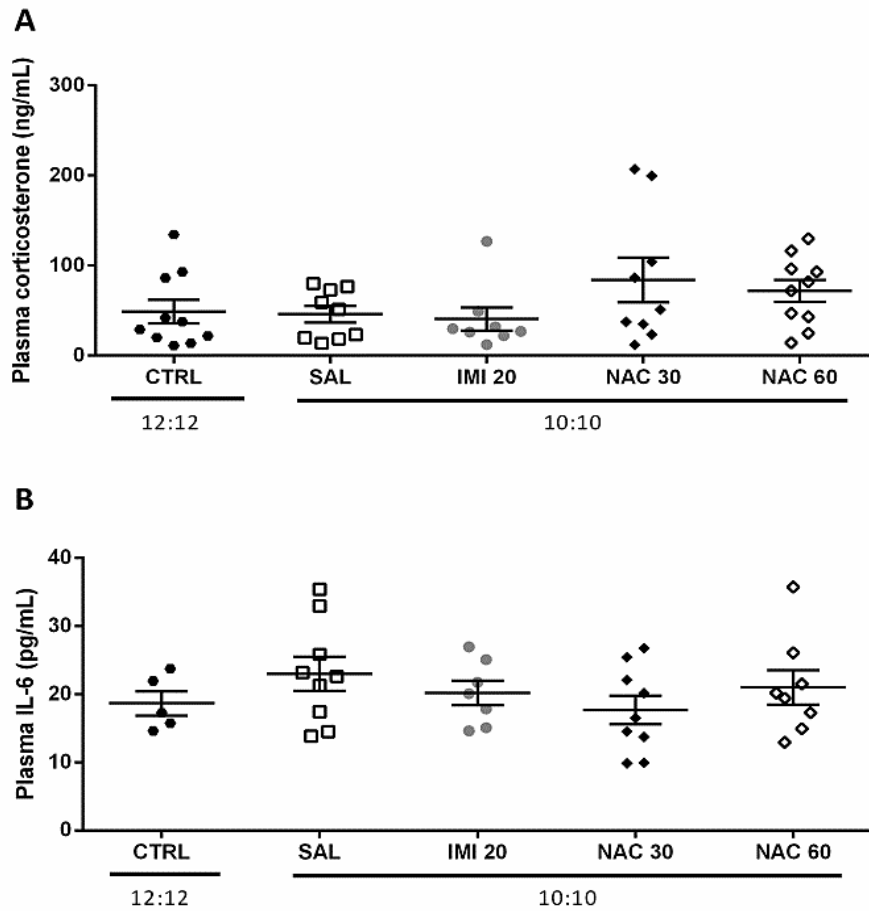 A
Plasma corticosterone (ng/mL)
300
200
100
0
CTRL SAL IMI 20 NAC 30 NAC 60
12:12 10:10
B
Plasma IL-6 (pg/mL)
40
30
20
10
0
CTRL SAL IMI 20 NAC 30 NAC 60
12:12 10:10